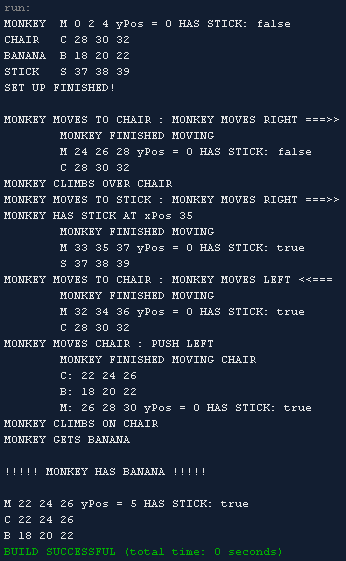 run:
MONKEY M 0 2 4 yPos = 0 HAS STICK: false
CHAIR C 28 30 32
BANANA B 18 20 22
STICK S 37 38 39
SET UP FINISHED!
MONKEY MOVES TO CHAIR : MONKEY MOVES RIGHT ===>>
MONKEY FINISHED MOVING
M 24 26 28 yPos = 0 HAS STICK: false
C 28 30 32
MONKEY CLIMBS OVER CHAIR
MONKEY MOVES TO STICK : MONKEY MOVES RIGHT ===>>
MONKEY HAS STICK AT xPos 35
MONKEY FINISHED MOVING
M 33 35 37 yPos = 0 HAS STICK: true
S 37 38 39
MONKEY MOVES TO CHAIR : MONKEY MOVES LEFT <<===
MONKEY FINISHED MOVING
M 32 34 36 yPos = 0 HAS STICK: true
C 28 30 32
MONKEY MOVES CHAIR : PUSH LEFT
MONKEY FINISHED MOVING CHAIR
C: 22 24 26
B: 18 20 22
M: 26 28 30 yPos = 0 HAS STICK: true
MONKEY CLIMBS ON CHAIR
MONKEY GETS BANANA
!!!!! MONKEY HAS BANANA !!!!!
M 22 24 26 yPos = 5 HAS STICK: true
C 22 24 26
B 18 20 22
BUILD SUCCESSFUL (total time: 0 seconds)